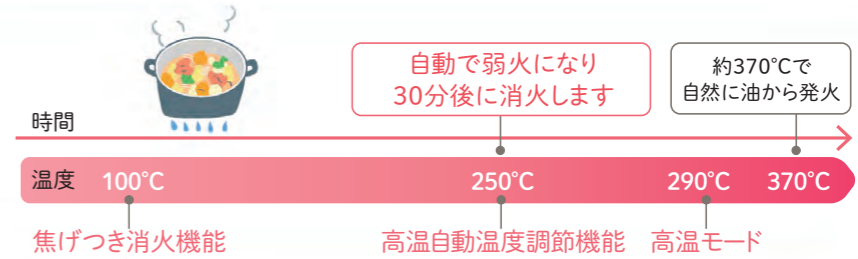 自動で弱火になり
30分後に消火します
約370℃で
自然に油から発火
時間
温度 100℃ 250℃ 290℃ 370℃
焦げつき消火機能 高温自動温度調節機能 高温モード